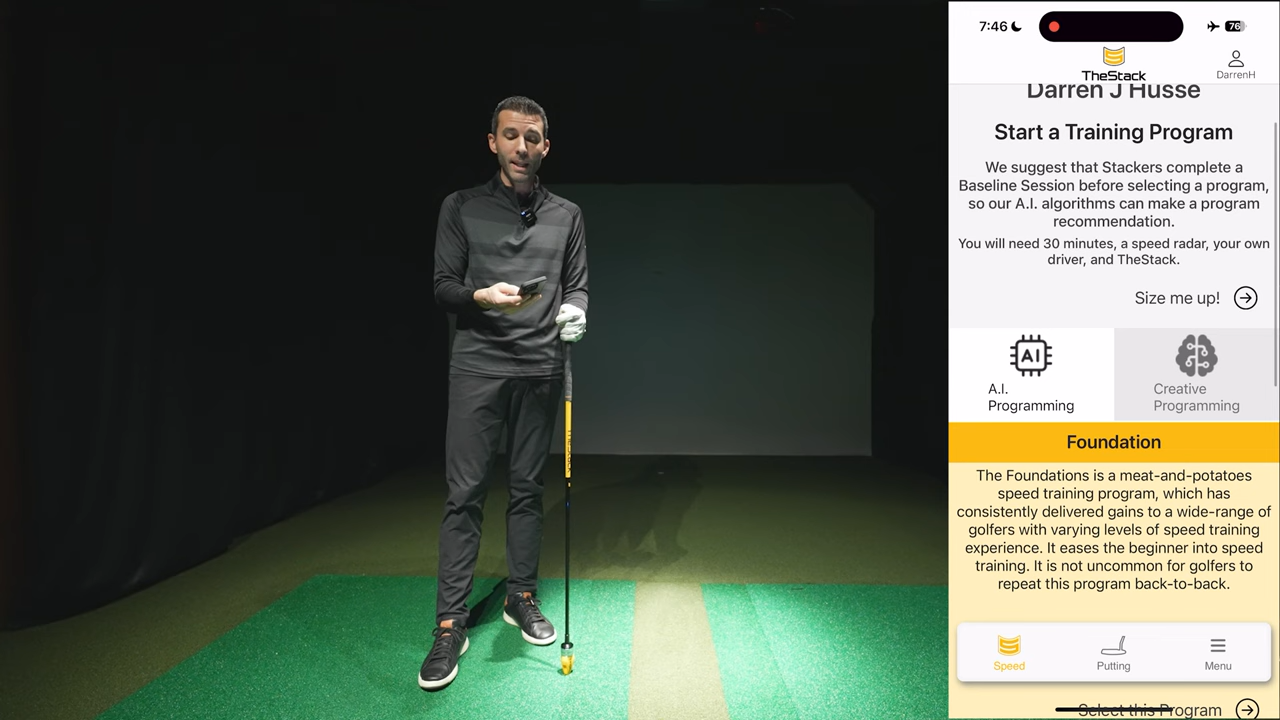 7:46
76
TheStack
DarrenH
Darren J Husse
Start a Training Program
We suggest that Stackers complete a
Baseline Session before selecting a program,
so our A.I. algorithms can make a program
recommendation.
You will need 30 minutes, a speed radar, your own
driver, and TheStack.
Size me up!
AI
A.I.
Programming
Creative
Programming
Foundation
The Foundations is a meat-and-potatoes
speed training program, which has
consistently delivered gains to a wide-range of
golfers with varying levels of speed training
experience. It eases the beginner into speed
training. It is not uncommon for golfers to
repeat this program back-to-back.
Speed
Putting
Menu
Select this Program